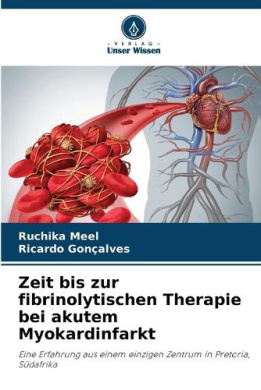 VERLAG
Unser Wissen
Ruchika Meel
Ricardo Gonçalves
Zeit bis zur
fibrinolytischen Therapie
bei akutem
Myokardinfarkt
Eine Erfahrung aus einem einzigen Zentrum in Pretoria,
Südafrika